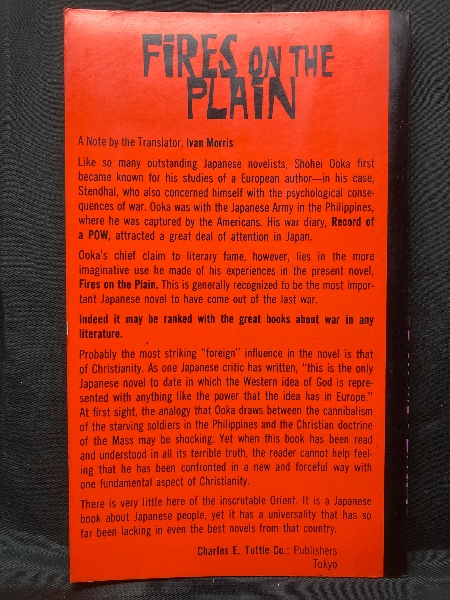 FiRES ON THE
PLAiN
A Note by the Translator, Ivan Morris
Like so many outstanding Japanese novelists, Shohei Ooka first
became known for his studies of a European author—in his case,
Stendhal, who also concerned himself with the psychological conse-
quences of war. Ooka was with the Japanese Army in the Philippines,
where he was captured by the Americans. His war diary, Record of
a POW, attracted a great deal of attention in Japan.
Ooka's chief claim to literary fame, however, lies in the more
imaginative use he made of his experiences in the present novel,
Fires on the Plain. This is generally recognized to be the most impor-
tant Japanese novel to have come out of the last war.
Indeed it may be ranked with the great books about war in any
literature.
Probably the most striking "foreign" influence in the novel is that
of Christianity. As one Japanese critic has written, "this is the only
Japanese novel to date in which the Western idea of God is repre-
sented with anything like the power that the idea has in Europe."
At first sight, the analogy that Ooka draws between the cannibalism
of the starving soldiers in the Philippines and the Christian doctrine
of the Mass may be shocking. Yet when this book has been read
and understood in all its terrible truth, the reader cannot help feel-
ing that he has been confronted in a new and forceful way with
one fundamental aspect of Christianity.
There is very little here of the inscrutable Orient. It is a Japanese
book about Japanese people, yet it has a universality that has so
far been lacking in even the best novels from that country.
Charles E. Tuttle Co.: Publishers
Tokyo